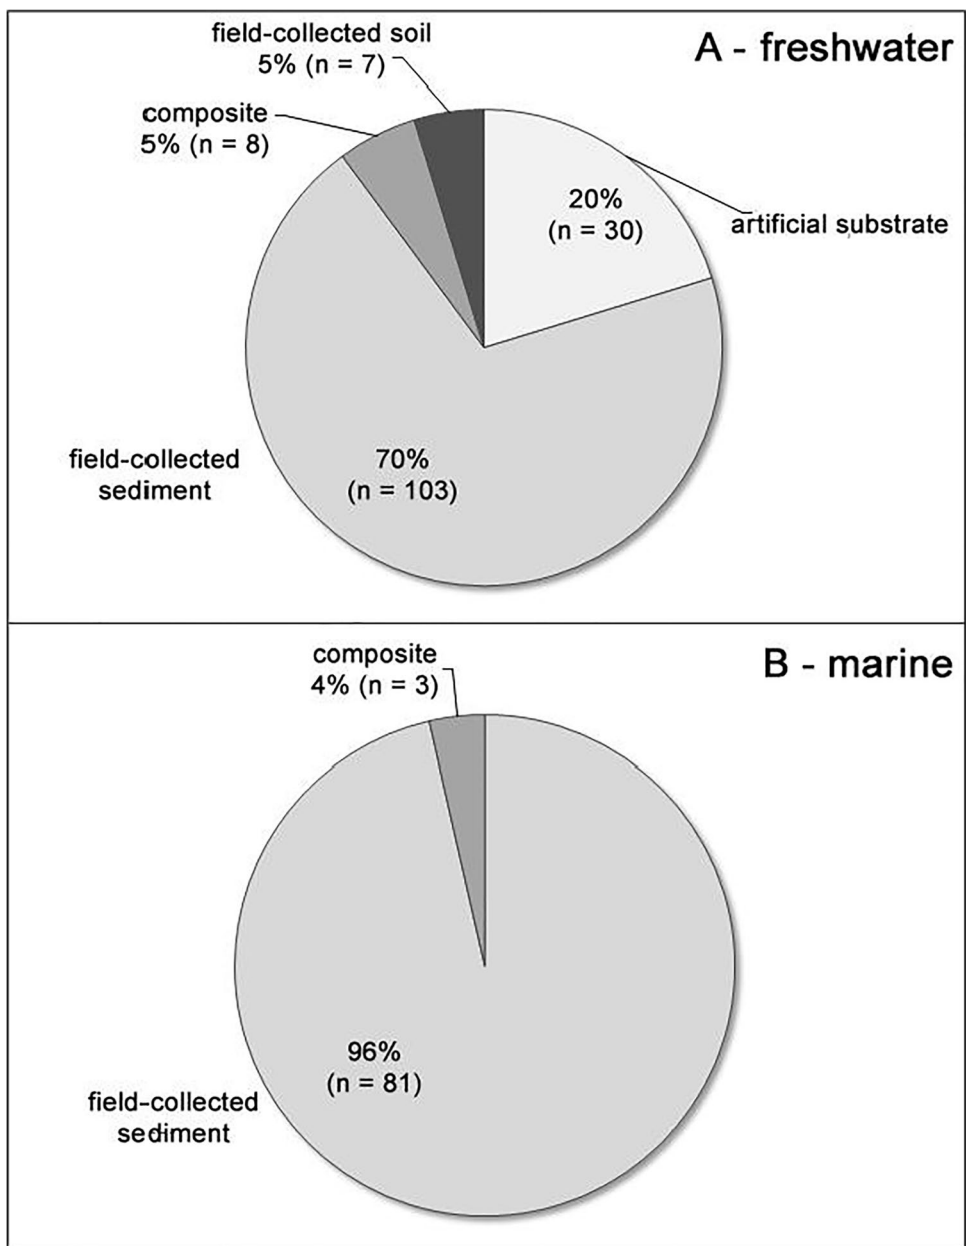 A - freshwater
field-collected soil
5% (n = 7)
composite
5% (n = 8)
20%
(n = 30)
artificial substrate
field-collected
sediment
70%
(n = 103)
B - marine
composite
4% (n = 3)
96%
(n = 81)
field-collected
sediment